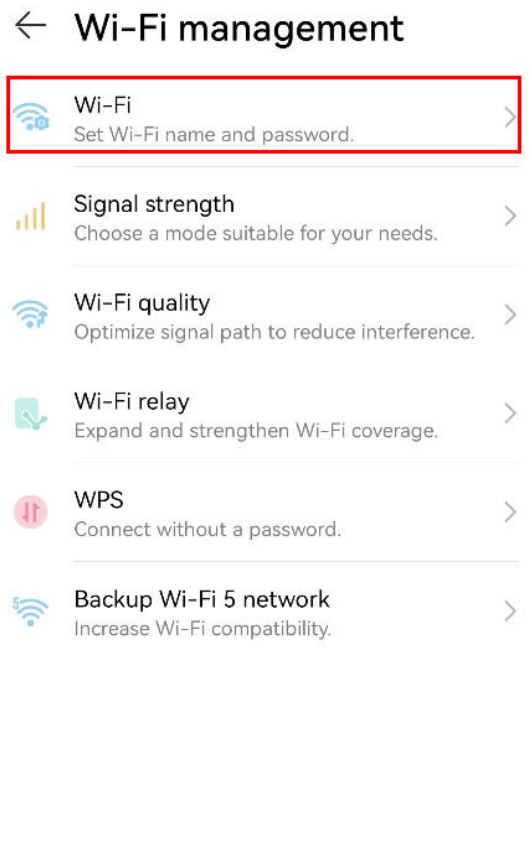 Wi-Fi management
Wi-Fi
Set Wi-Fi name and password.
Signal strength
Choose a mode suitable for your needs.
Wi-Fi quality
Optimize signal path to reduce interference.
Wi-Fi relay
Expand and strengthen Wi-Fi coverage.
WPS
Connect without a password.
5
Backup Wi-Fi 5 network
Increase Wi-Fi compatibility.